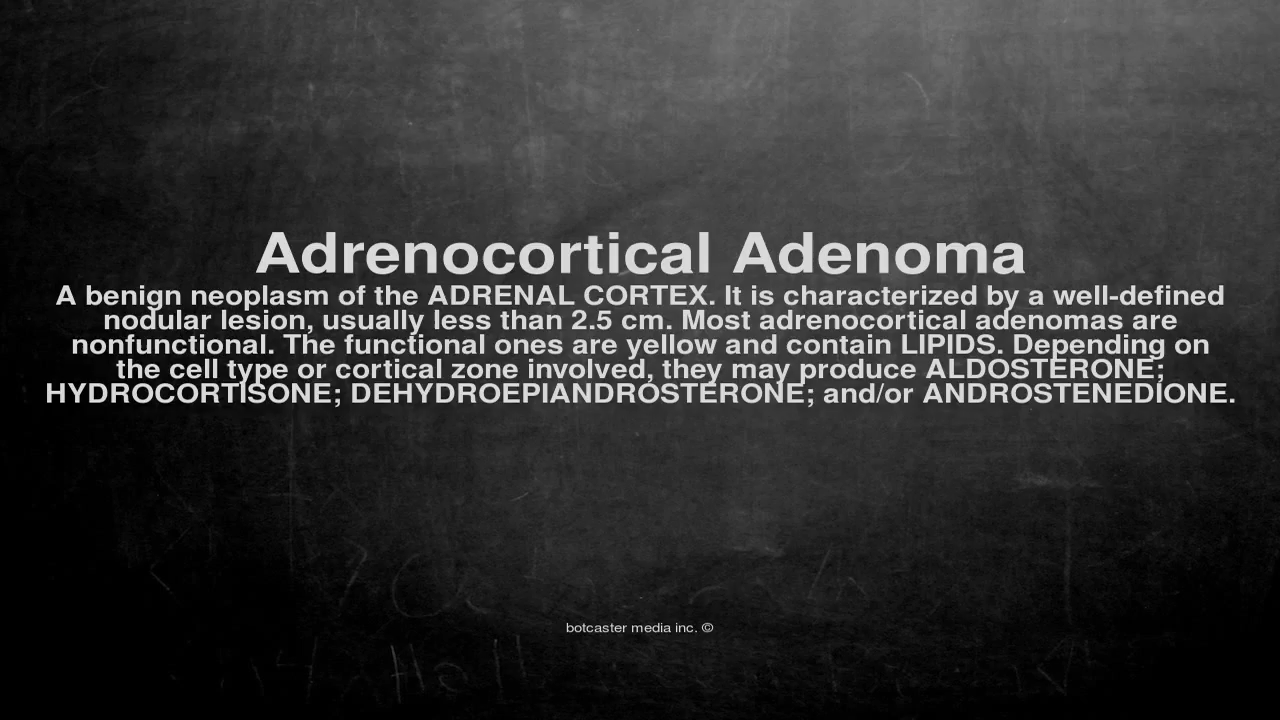 Adrenocortical Adenoma
A benign neoplasm of the ADRENAL CORTEX. It is characterized by a well-defined
nodular lesion, usually less than 2.5 cm. Most adrenocortical adenomas are
nonfunctional. The functional ones are yellow and contain LIPIDS. Depending on
the cell type or cortical zone involved, they may produce ALDOSTERONE;
HYDROCORTISONE; DEHYDROEPIANDROSTERONE; and/or ANDROSTENEDIONE.
botcaster media inc. ©